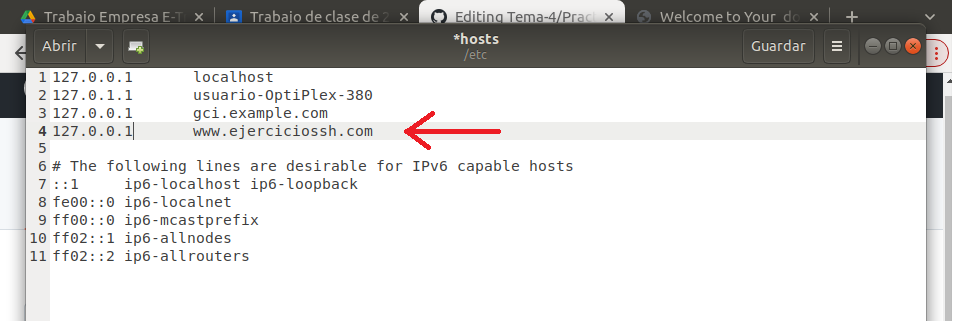 Trabajo Empresa E-T
Trabajo de clase de 2
Editing Tema-4/Pract
Welcome to Your do
Abrir
*hosts
/etc
Guardar
1 127.0.0.1 localhost
2 127.0.1.1 usuario-OptiPlex-380
3 127.0.0.1 gci.example.com
4 127.0.0.1 www.ejerciciossh.com
5
6 # The following lines are desirable for IPv6 capable hosts
7 ::1 ip6-localhost ip6-loopback
8 fe00::0 ip6-localnet
9 ff00::0 ip6-mcastprefix
10 ff02::1 ip6-allnodes
11 ff02::2 ip6-allrouters